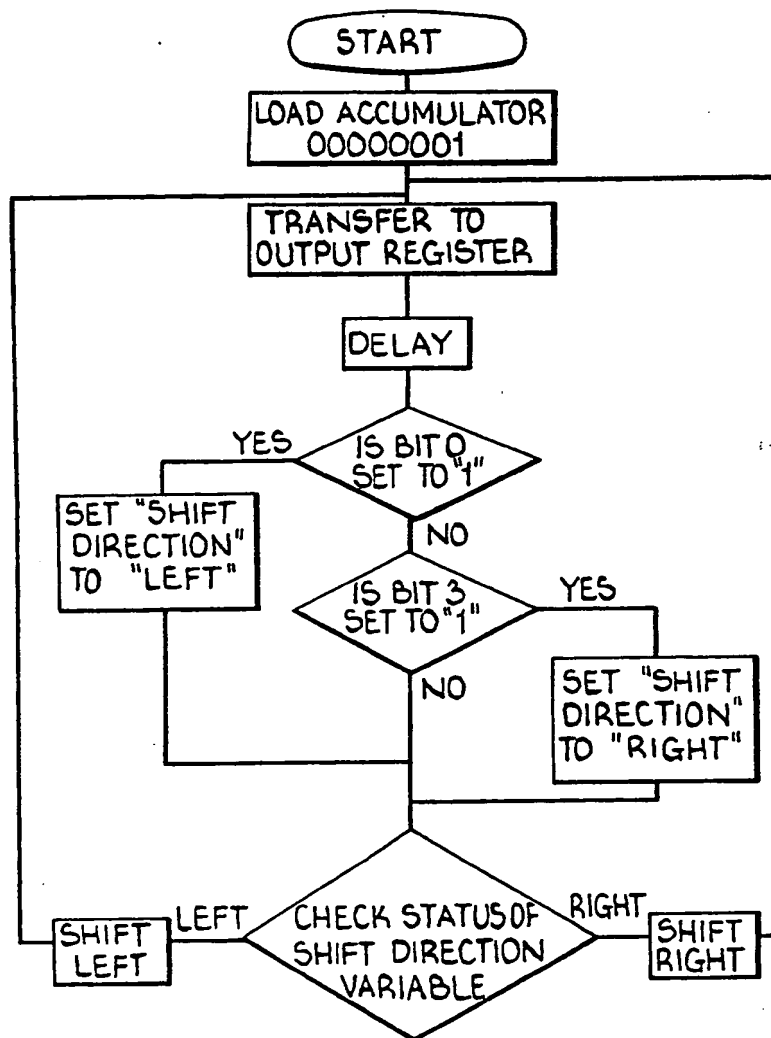 START
LOAD ACCUMULATOR
00000001
TRANSFER TO
OUTPUT REGISTER
DELAY
YES
IS BIT 0
SET TO "1"
SET "SHIFT
DIRECTION"
TO "LEFT"
NO
IS BIT 3
SET TO "1"
YES
NO
SET "SHIFT
DIRECTION"
TO "RIGHT"
SHIFT
LEFT
LEFT
CHECK STATUS OF
SHIFT DIRECTION
VARIABLE
RIGHT
SHIFT
RIGHT